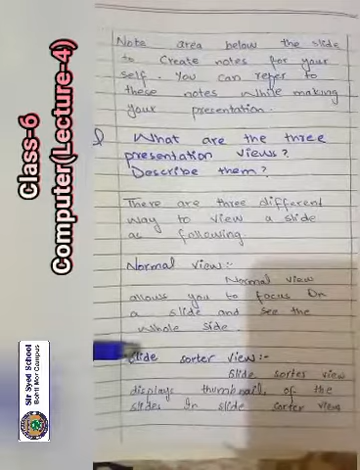 Class-6
Computer(Lecture-4)
Sir Syed School
Bohti Mor Campus
Note area below the slide
to create notes for your
self. You can refer to
these notes while making
your presentation.
What are the three
presentation views?
Describe them?
There are three different
way to view a slide
as following.
Normal view:-
Normal view
allows you to focus on
a slide and see the
whole side.
Slide sorter view:-
Slide sorter view
displays thumbnails of the
slides In slide sorter view